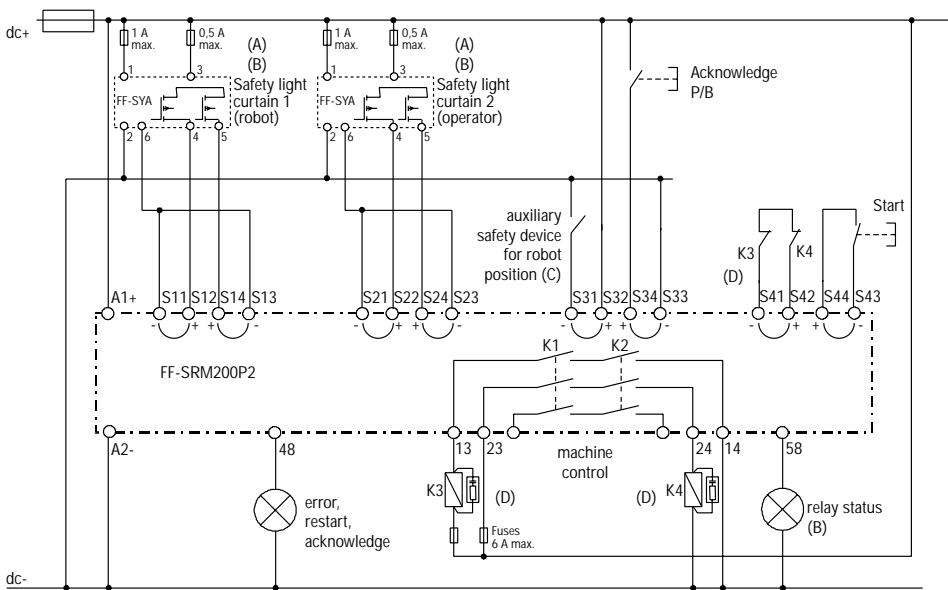 dc+
1 A
max.
0,5 A
max.
(A)
(B)
1 A
max.
0,5 A
max.
(A)
(B)
Acknowledge
P/B
1
3
FF-SYA
Safety light
curtain 1
(robot)
2
6
4
5
1
3
FF-SYA
Safety light
curtain 2
(operator)
2
6
4
5
auxiliary
safety device
for robot
position (C)
K3
(D)
K4
Start
A1+
S11
S12
S14
S13
S21
S22
S24
S23
S31
S32
S34
S33
S41
S42
S44
S43
- + + -
- + + -
- + + -
- + + -
FF-SRM200P2
K1
K2
A2-
48
13
23
machine
control
24
14
58
error,
restart,
acknowledge
K3
(D)
Fuses
6 A max.
(D)
K4
relay status
(B)
dc-